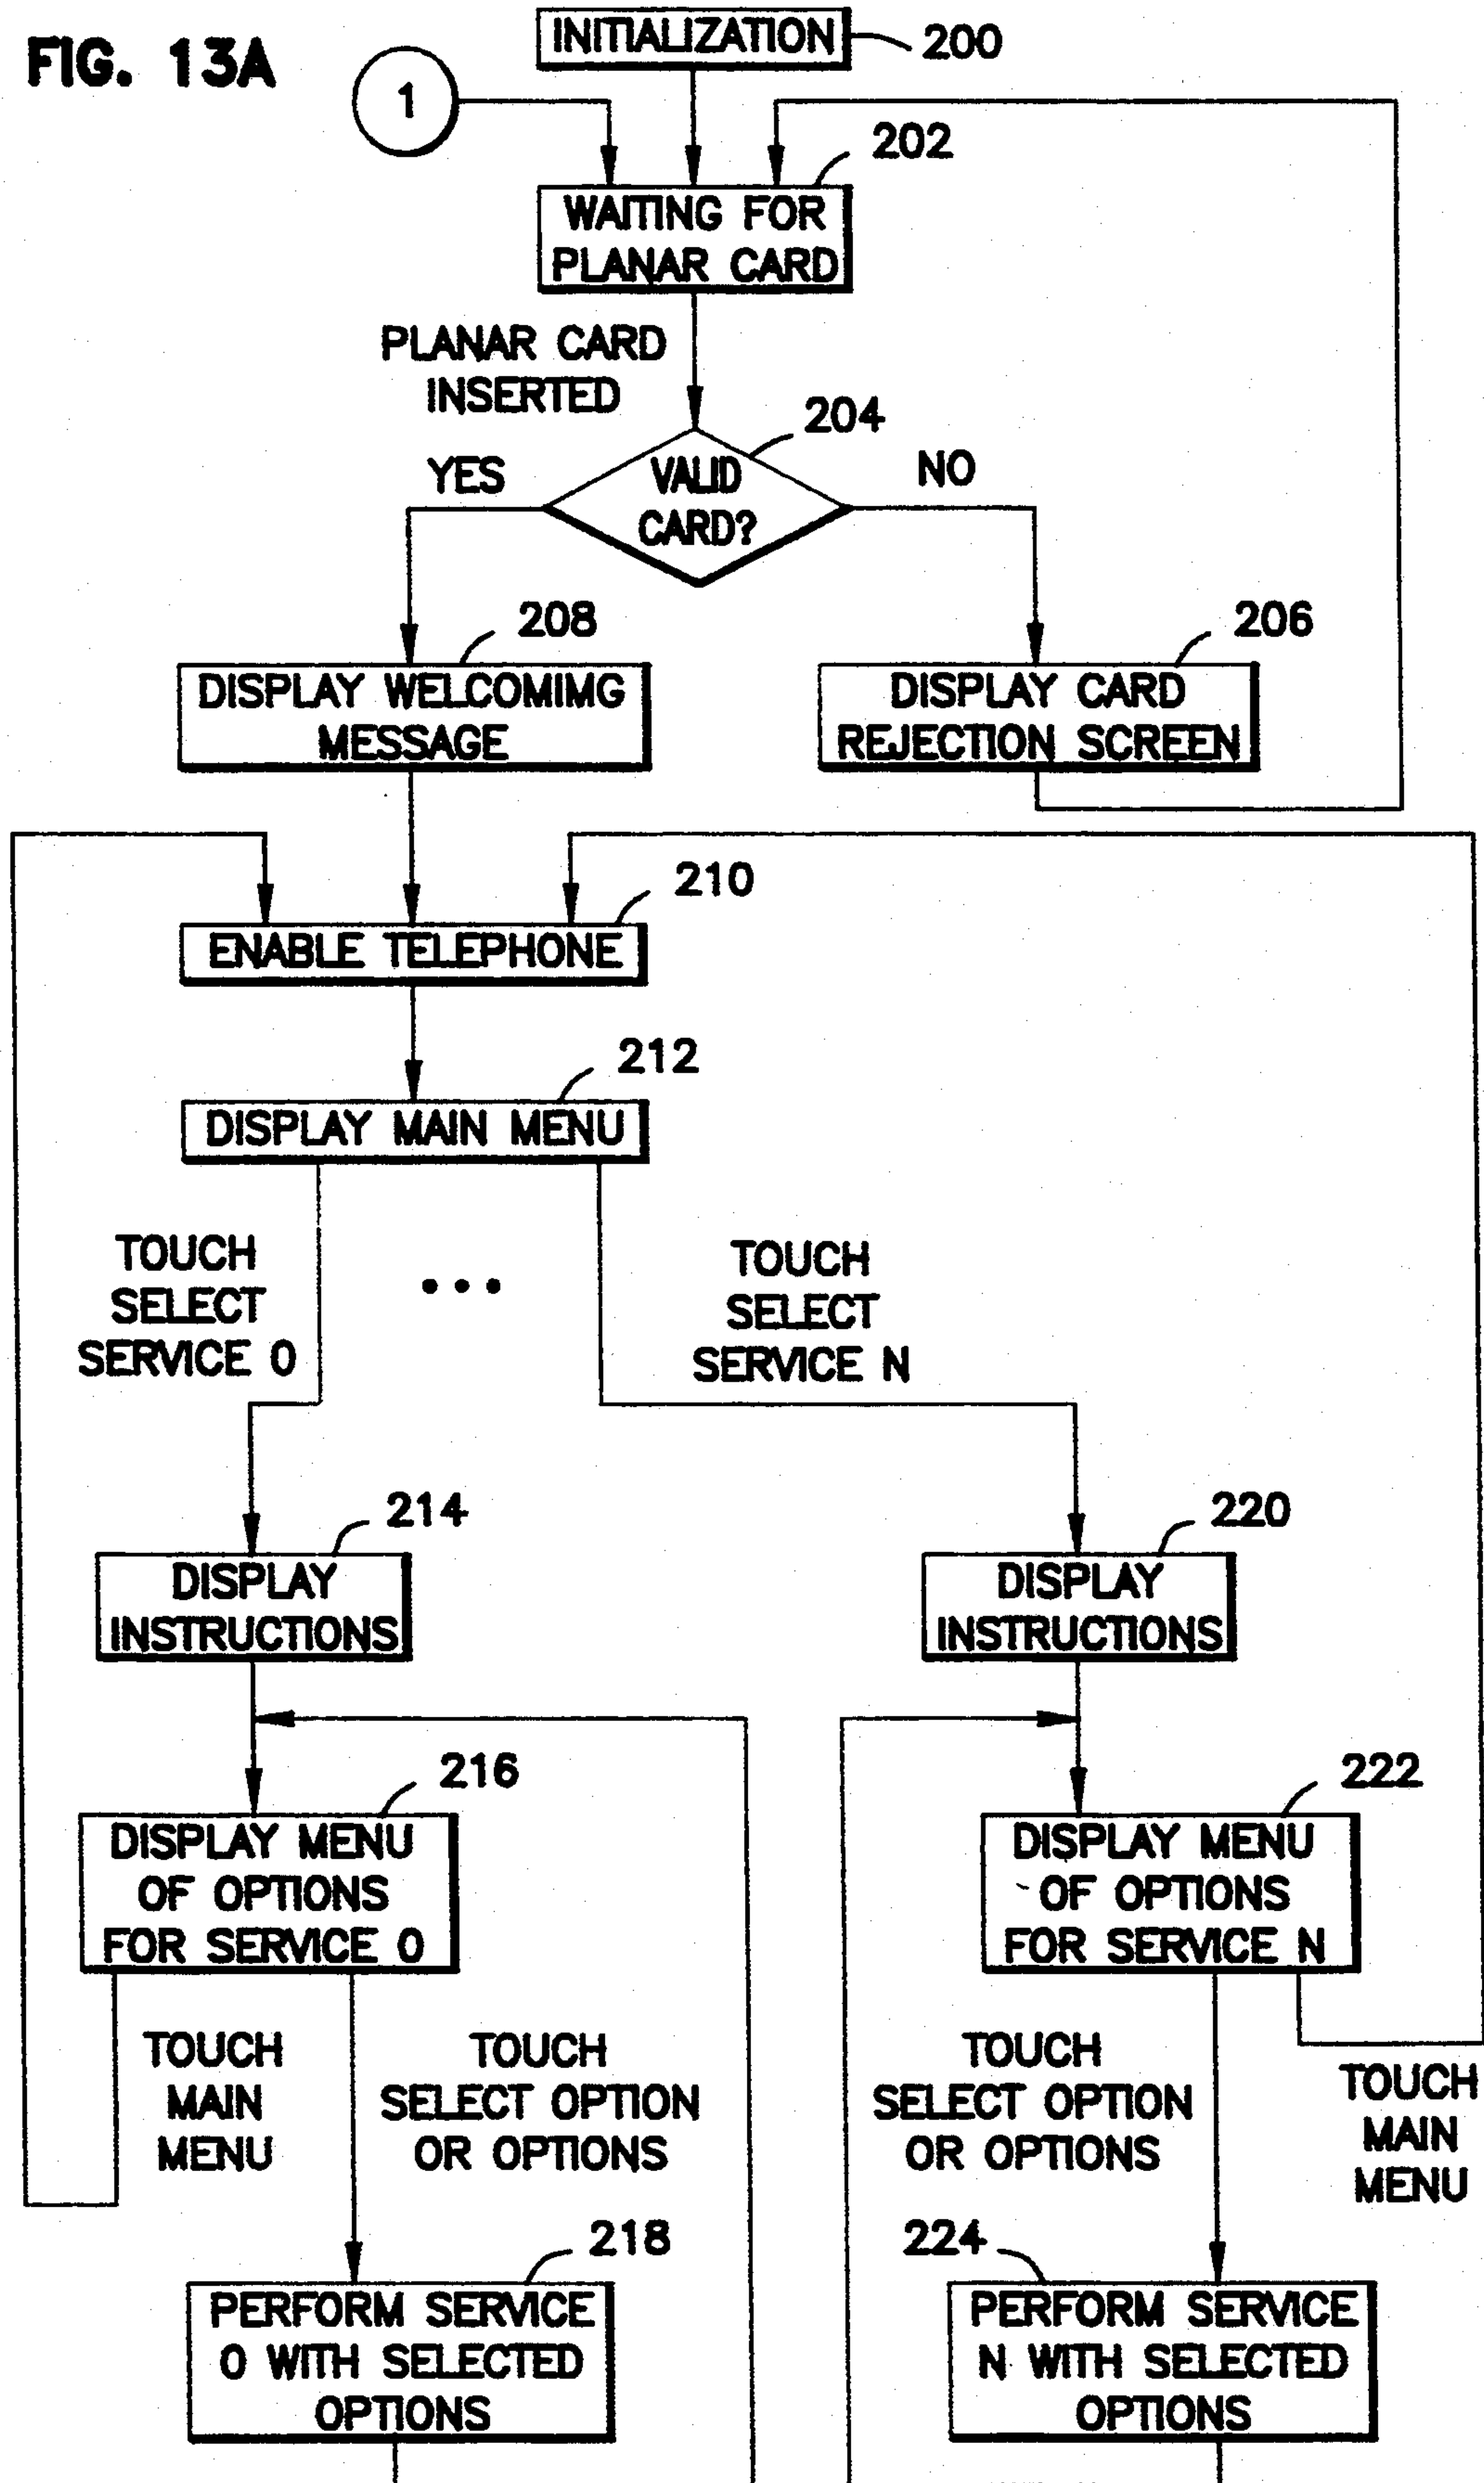 FIG. 13A
INITIALIZATION
200
1
202
WAITING FOR
PLANAR CARD
PLANAR CARD
INSERTED
204
YES
VALID
CARD?
NO
208
206
DISPLAY WELCOMIMG
MESSAGE
DISPLAY CARD
REJECTION SCREEN
210
ENABLE TELEPHONE
212
DISPLAY MAIN MENU
TOUCH
SELECT
SERVICE 0
• • •
TOUCH
SELECT
SERVICE N
214
220
DISPLAY
INSTRUCTIONS
DISPLAY
INSTRUCTIONS
216
222
DISPLAY MENU
OF OPTIONS
FOR SERVICE 0
DISPLAY MENU
OF OPTIONS
FOR SERVICE N
TOUCH
MAIN
MENU
TOUCH
SELECT OPTION
OR OPTIONS
TOUCH
SELECT OPTION
OR OPTIONS
TOUCH
MAIN
MENU
218
224
PERFORM SERVICE
0 WITH SELECTED
OPTIONS
PERFORM SERVICE
N WITH SELECTED
OPTIONS